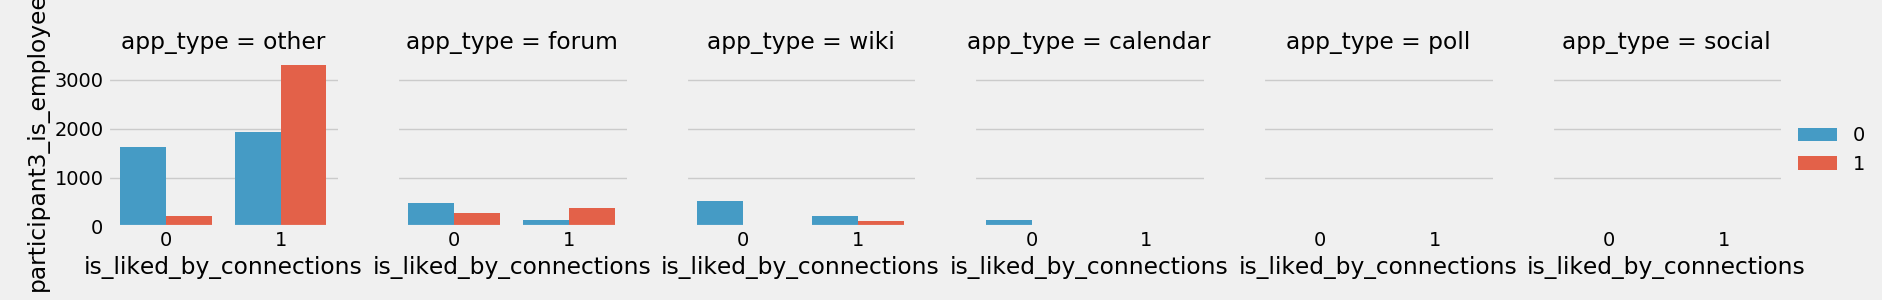 app_type = other
app_type = forum
app_type = wiki
app_type = calendar
app_type = poll
app_type = social
participant3_is_employee
3000
2000
1000
0
0 1
0 1
0 1
0 1
0 1
0 1
is_liked_by_connections
is_liked_by_connections
is_liked_by_connections
is_liked_by_connections
is_liked_by_connections
is_liked_by_connections
0
1